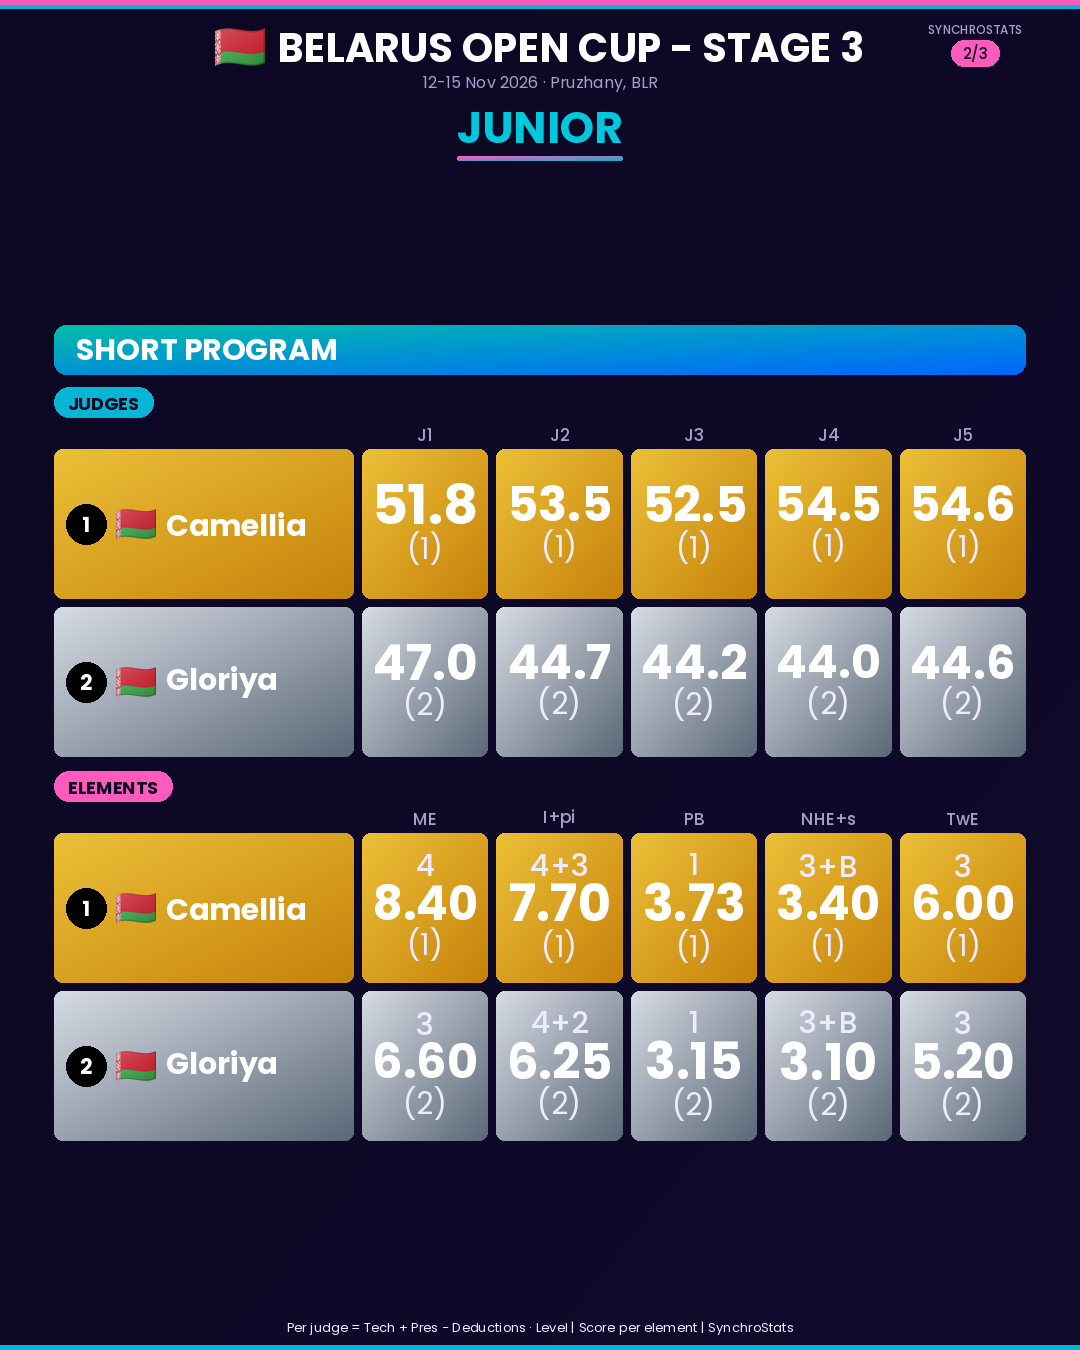 BELARUS OPEN CUP - STAGE 3
SYNCHROSTATS
2/3
12-15 Nov 2026 · Pruzhany, BLR
JUNIOR
SHORT PROGRAM
JUDGES
J1 J2 J3 J4 J5
1 Camellia 51.8 53.5 52.5 54.5 54.6
(1) (1) (1) (1) (1)
2 Gloriya 47.0 44.7 44.2 44.0 44.6
(2) (2) (2) (2) (2)
ELEMENTS
ME I+pi PB NHE+s TwE
4 4+3 1 3+B 3
1 Camellia 8.40 7.70 3.73 3.40 6.00
(1) (1) (1) (1) (1)
3 4+2 1 3+B 3
2 Gloriya 6.60 6.25 3.15 3.10 5.20
(2) (2) (2) (2) (2)
Per judge = Tech + Pres - Deductions · Level | Score per element | SynchroStats